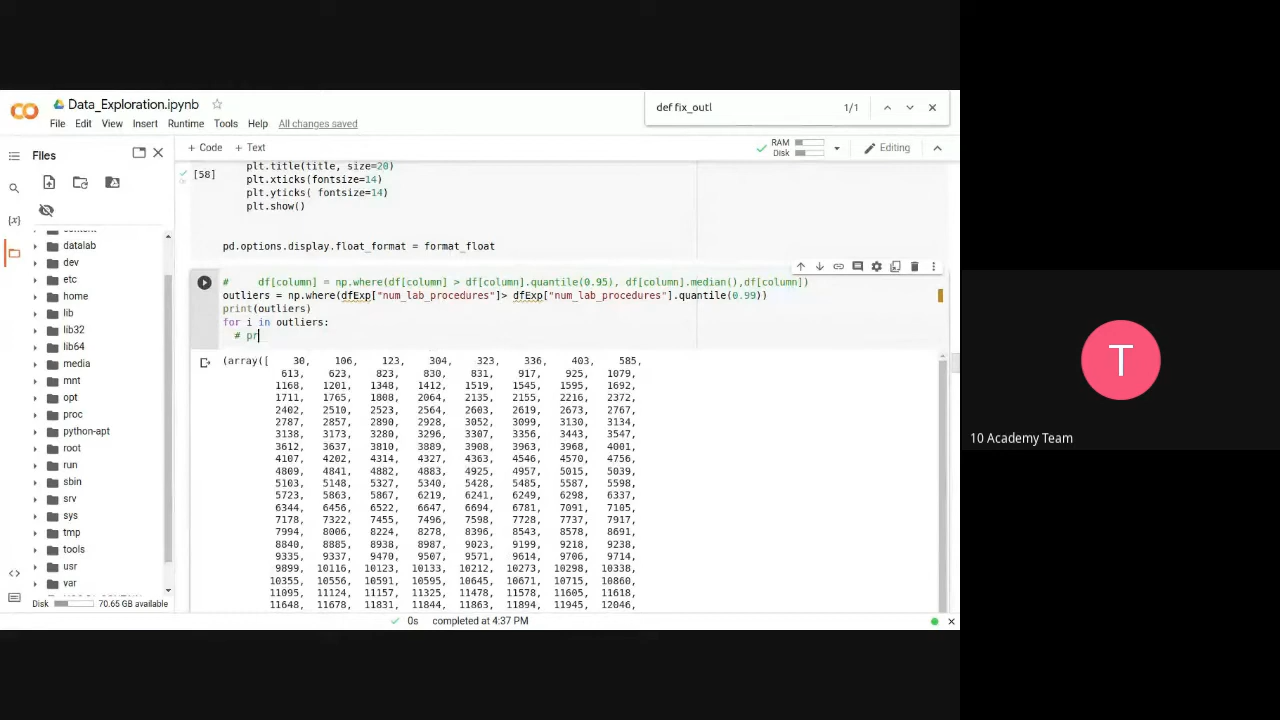 Data_Exploration.ipynb
def fix_outl
1/1
File Edit View Insert Runtime Tools Help All changes saved
+ Code + Text
RAM
Disk
Editing
Files
datalab
dev
etc
home
lib
lib32
lib64
media
mnt
opt
proc
python-apt
root
run
sbin
srv
sys
tmp
tools
usr
var
Disk 70.65 GB available
[58]
plt.title(title, size=20)
plt.xticks(fontsize=14)
plt.yticks( fontsize=14)
plt.show()
pd.options.display.float_format = format_float
# df[column] = np.where(df[column] > df[column].quantile(0.95), df[column].median(),df[column])
outliers = np.where(dfExp["num_lab_procedures"]> dfExp["num_lab_procedures"].quantile(0.99))
print(outliers)
for i in outliers:
# pr
(array([ 30, 106, 123, 304, 323, 336, 403, 585,
613, 623, 823, 830, 831, 917, 925, 1079,
1168, 1201, 1348, 1412, 1519, 1545, 1595, 1692,
1711, 1765, 1808, 2064, 2135, 2155, 2216, 2372,
2402, 2510, 2523, 2564, 2603, 2619, 2673, 2767,
2787, 2857, 2890, 2928, 3052, 3099, 3130, 3134,
3138, 3173, 3280, 3296, 3307, 3356, 3443, 3547,
3612, 3637, 3810, 3889, 3908, 3963, 3968, 4001,
4107, 4202, 4314, 4327, 4363, 4546, 4570, 4756,
4809, 4841, 4882, 4883, 4925, 4957, 5015, 5039,
5103, 5148, 5327, 5340, 5428, 5485, 5587, 5598,
5723, 5863, 5867, 6219, 6241, 6249, 6298, 6337,
6344, 6456, 6522, 6647, 6694, 6781, 7091, 7105,
7178, 7322, 7455, 7496, 7598, 7728, 7737, 7917,
7994, 8006, 8224, 8278, 8396, 8543, 8578, 8691,
8840, 8885, 8938, 8987, 9023, 9199, 9218, 9238,
9335, 9337, 9470, 9507, 9571, 9614, 9706, 9714,
9899, 10116, 10123, 10133, 10212, 10273, 10298, 10338,
10355, 10556, 10591, 10595, 10645, 10671, 10715, 10860,
11095, 11124, 11157, 11325, 11478, 11578, 11605, 11618,
11648, 11678, 11831, 11844, 11863, 11894, 11945, 12046,
0s completed at 4:37 PM
T
10 Academy Team